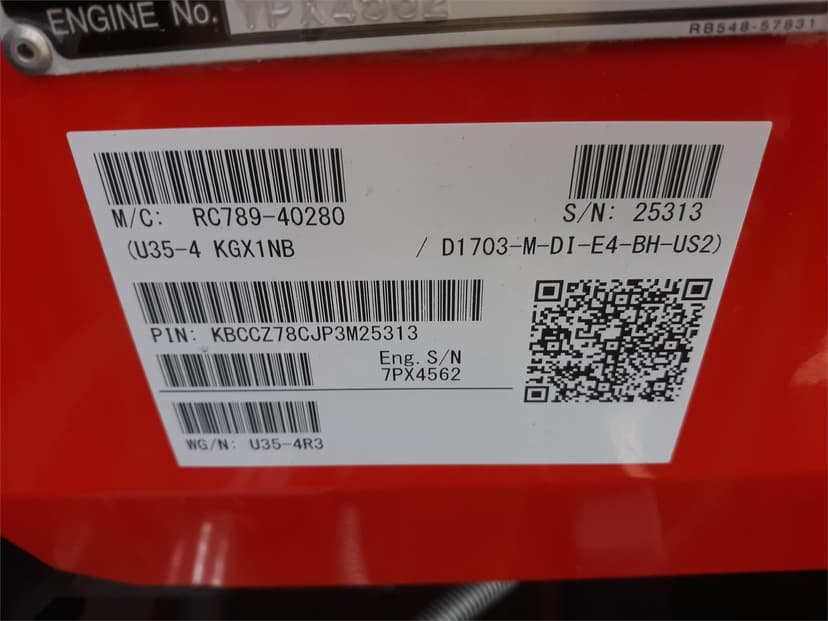 ENGINE No. 7PX4562
RB548-57831
M/C: RC789-40280
S/N: 25313
(U35-4 KGX1NB / D1703-M-DI-E4-BH-US2)
PIN: KBCCZ78CJP3M25313
Eng. S/N
7PX4562
WG/N: U35-4R3